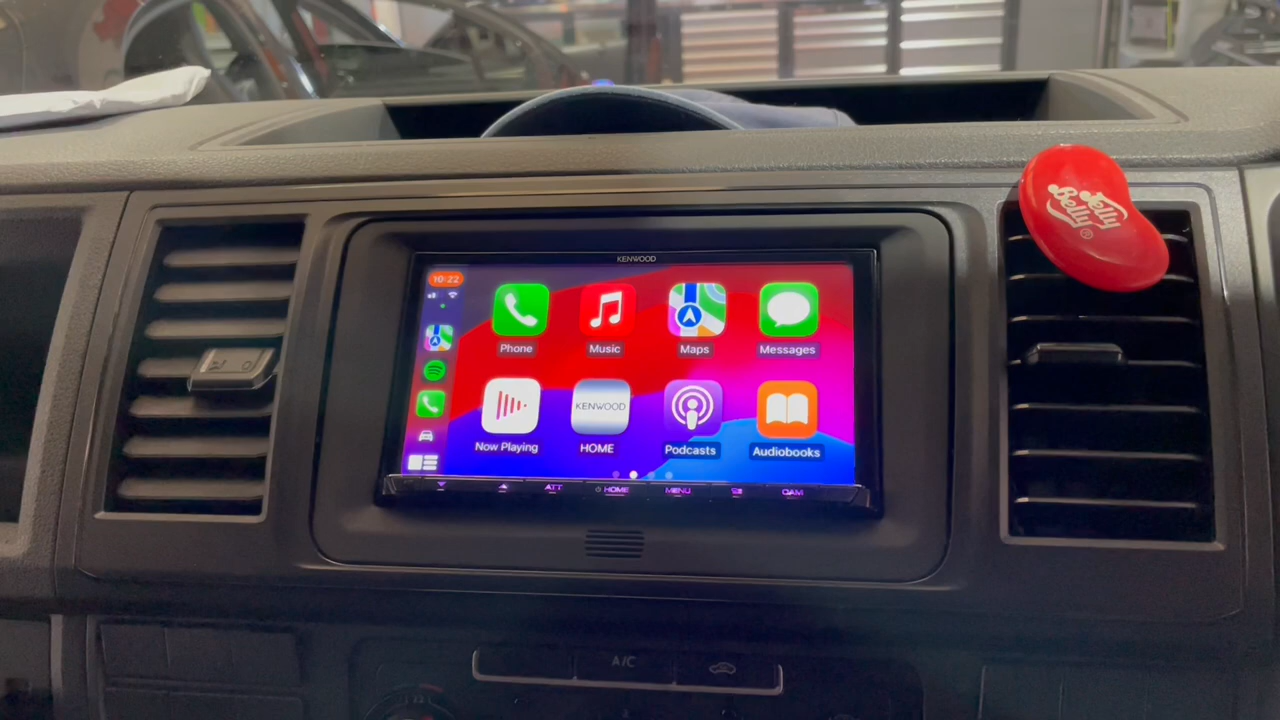 KENWOOD
10:22
Phone
Music
Maps
Messages
Now Playing
KENWOOD
HOME
Podcasts
Audiobooks
ATT
HOME
MENU
CAM
Jelly
Belly®
A/C